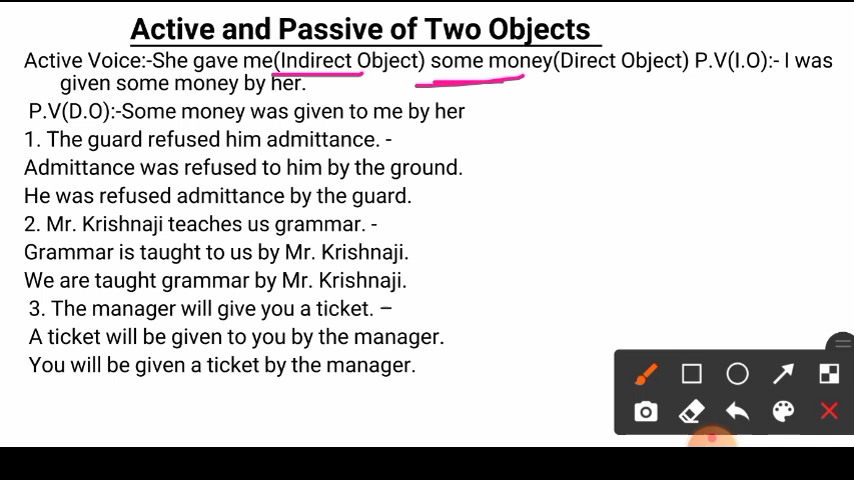 Active and Passive of Two Objects
Active Voice:-She gave me(Indirect Object) some money(Direct Object) P.V(I.O):- I was
given some money by her.
P.V(D.O):-Some money was given to me by her
1. The guard refused him admittance. -
Admittance was refused to him by the ground.
He was refused admittance by the guard.
2. Mr. Krishnaji teaches us grammar. -
Grammar is taught to us by Mr. Krishnaji.
We are taught grammar by Mr. Krishnaji.
3. The manager will give you a ticket. –
A ticket will be given to you by the manager.
You will be given a ticket by the manager.